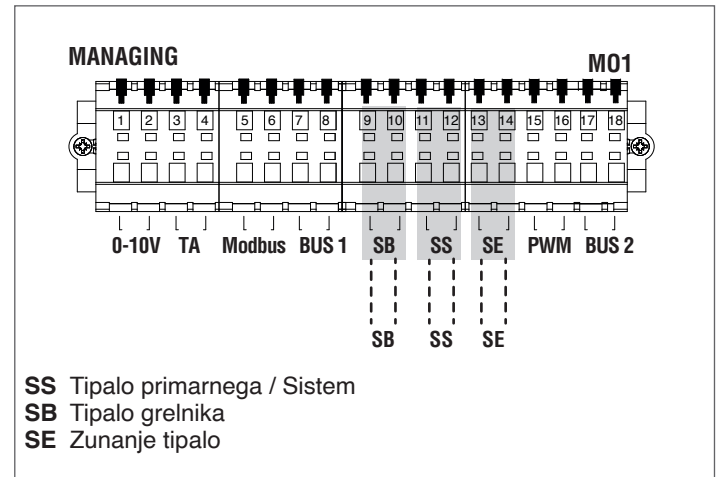 MANAGING M01
1 2 3 4 5 6 7 8 9 10 11 12 13 14 15 16 17 18
0-10V TA Modbus BUS 1 SB SS SE PWM BUS 2
SB SS SE
SS Tipalo primarnega / Sistem
SB Tipalo grelnika
SE Zunanje tipalo